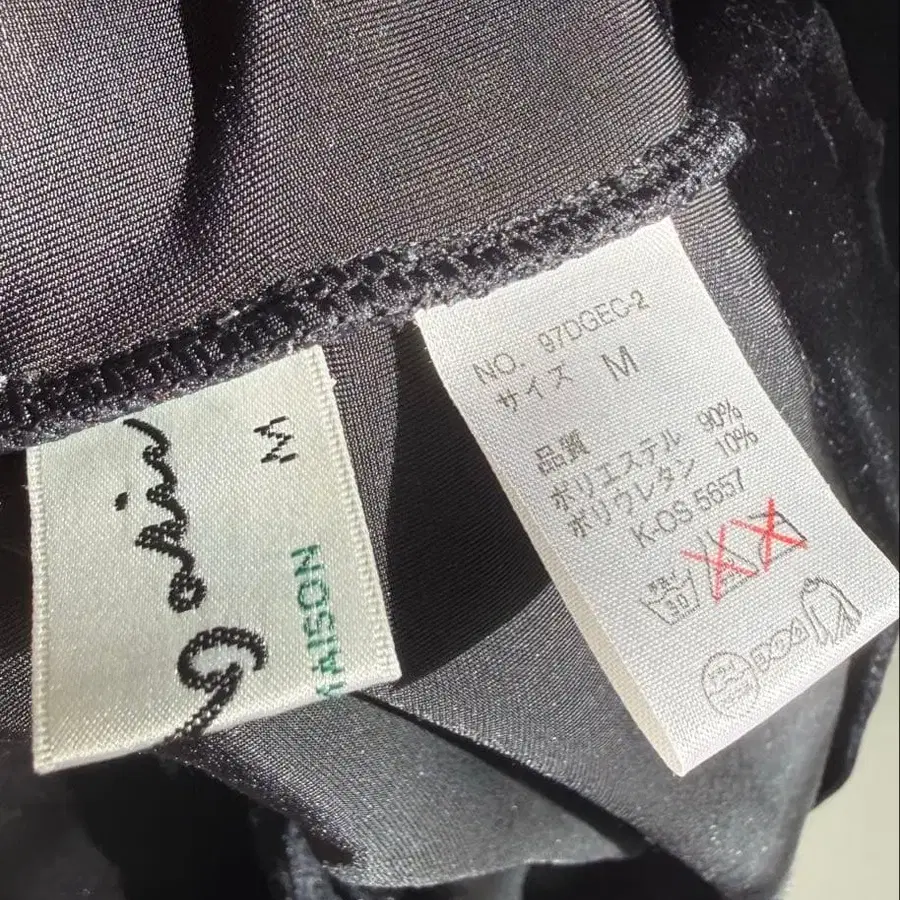 M
MAISON
NO. 97DGEC-2
サイズ M
品質
ポリエステル 90%
ポリウレタン 10%
K-OS 5657
30